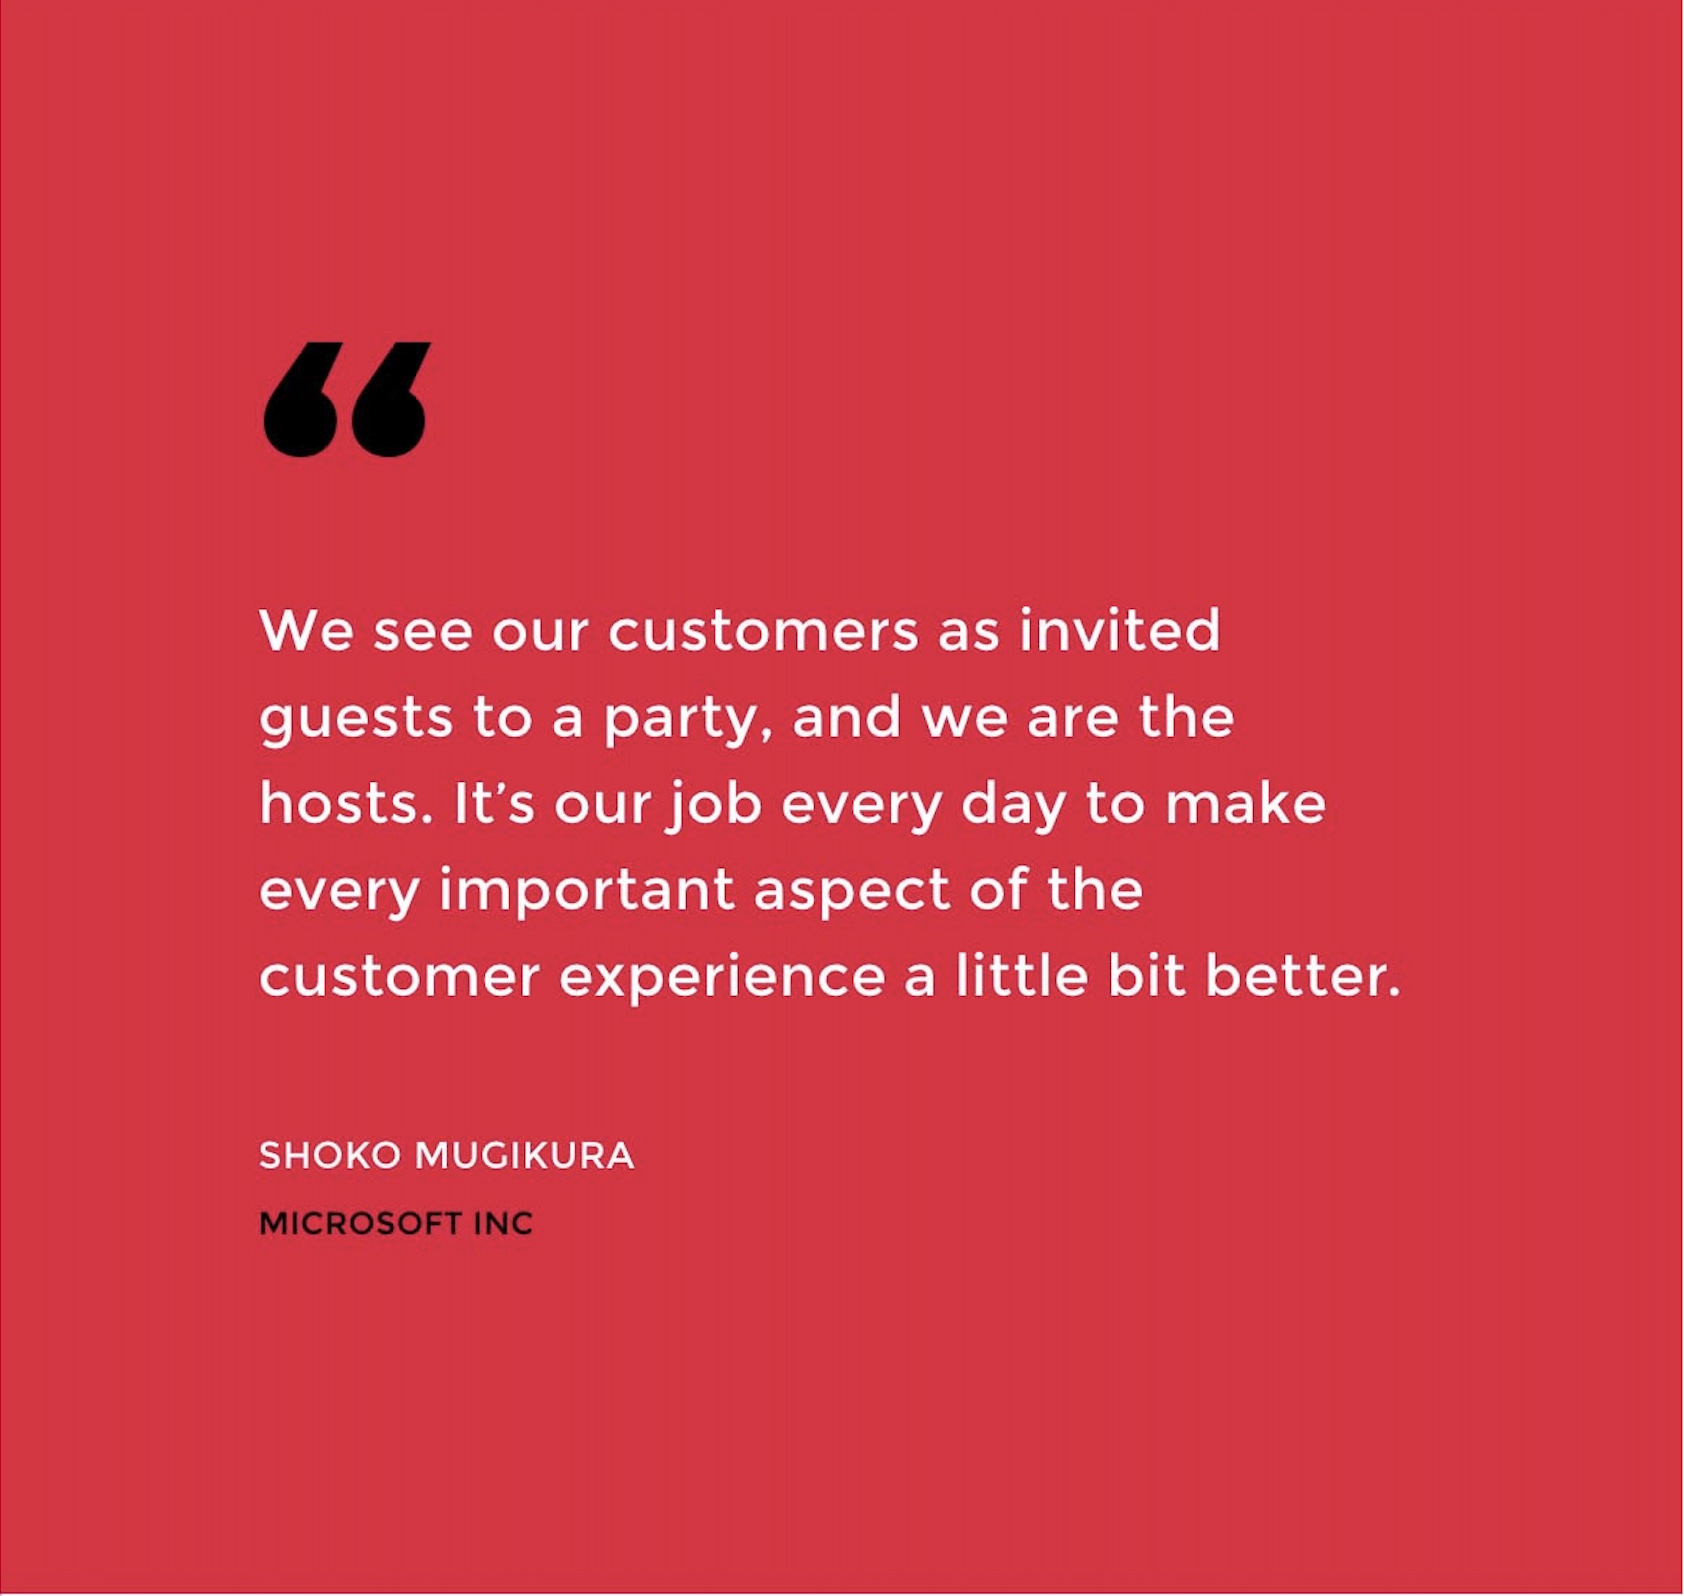 “
We see our customers as invited
guests to a party, and we are the
hosts. It’s our job every day to make
every important aspect of the
customer experience a little bit better.
SHOKO MUGIKURA
MICROSOFT INC